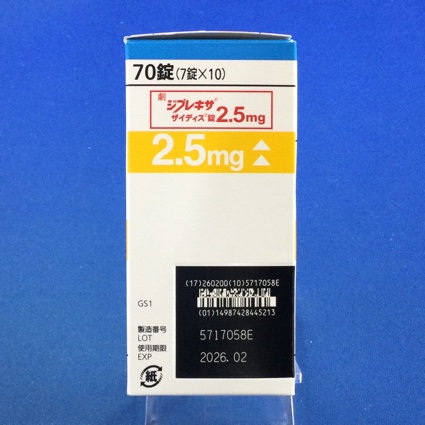 70錠(7錠×10)
劇 ジプレキサ®
ザイディス®錠2.5mg
2.5mg
(17)260200(10)5717058E
(01)14987428445213
GS1
製造番号
LOT 5717058E
使用期限
EXP 2026.02
紙